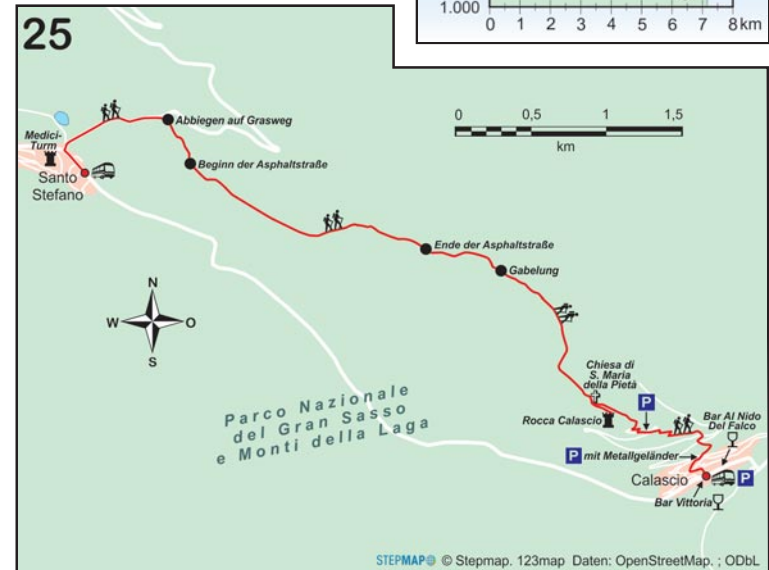 1.000
0 1 2 3 4 5 6 7 8 km
25
Abbiegen auf Grasweg
Medici-
Turm
Santo
Stefano
Beginn der Asphaltstraße
0 0,5 1 1,5
km
Ende der Asphaltstraße
Gabelung
N
W O
S
Chiesa di
S. Maria
della Pietà
P
Rocca Calascio
Bar Al Nido
Del Falco
Parco Nazionale
del Gran Sasso
e Monti della Laga
P mit Metallgeländer
Calascio
P
Bar Vittoria
STEPMAP © Stepmap. 123map Daten: OpenStreetMap. ; ODbL